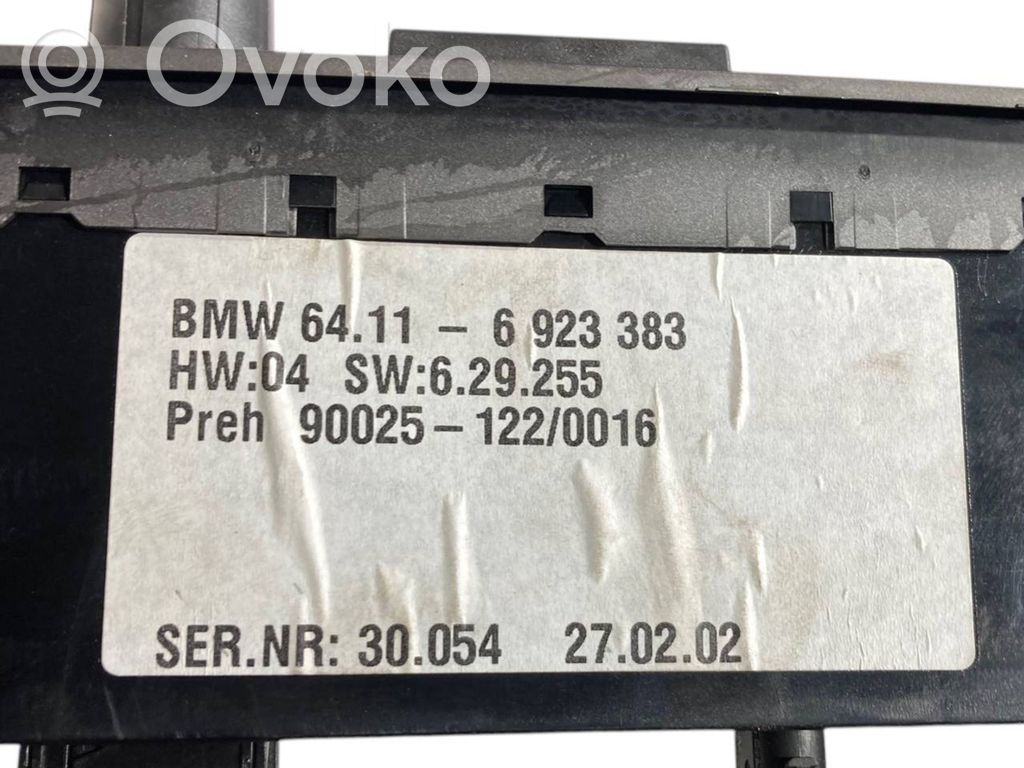 OVOKO
BMW 64.11 - 6 923 383
HW:04 SW:6.29.255
Preh 90025-122/0016
SER.NR: 30.054 27.02.02